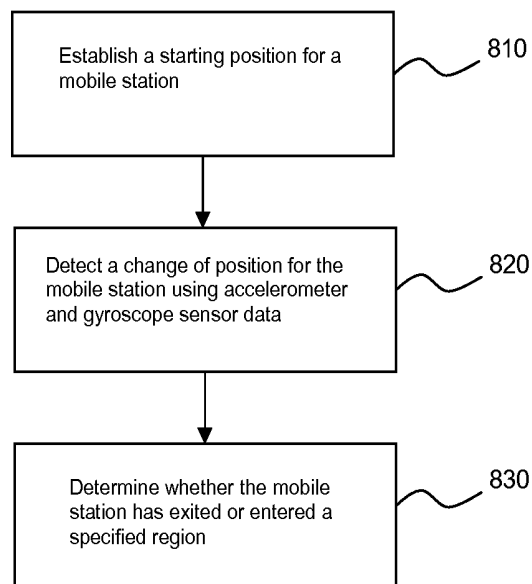 Establish a starting position for a
mobile station
810
Detect a change of position for the
mobile station using accelerometer
and gyroscope sensor data
820
Determine whether the mobile
station has exited or entered a
specified region
830